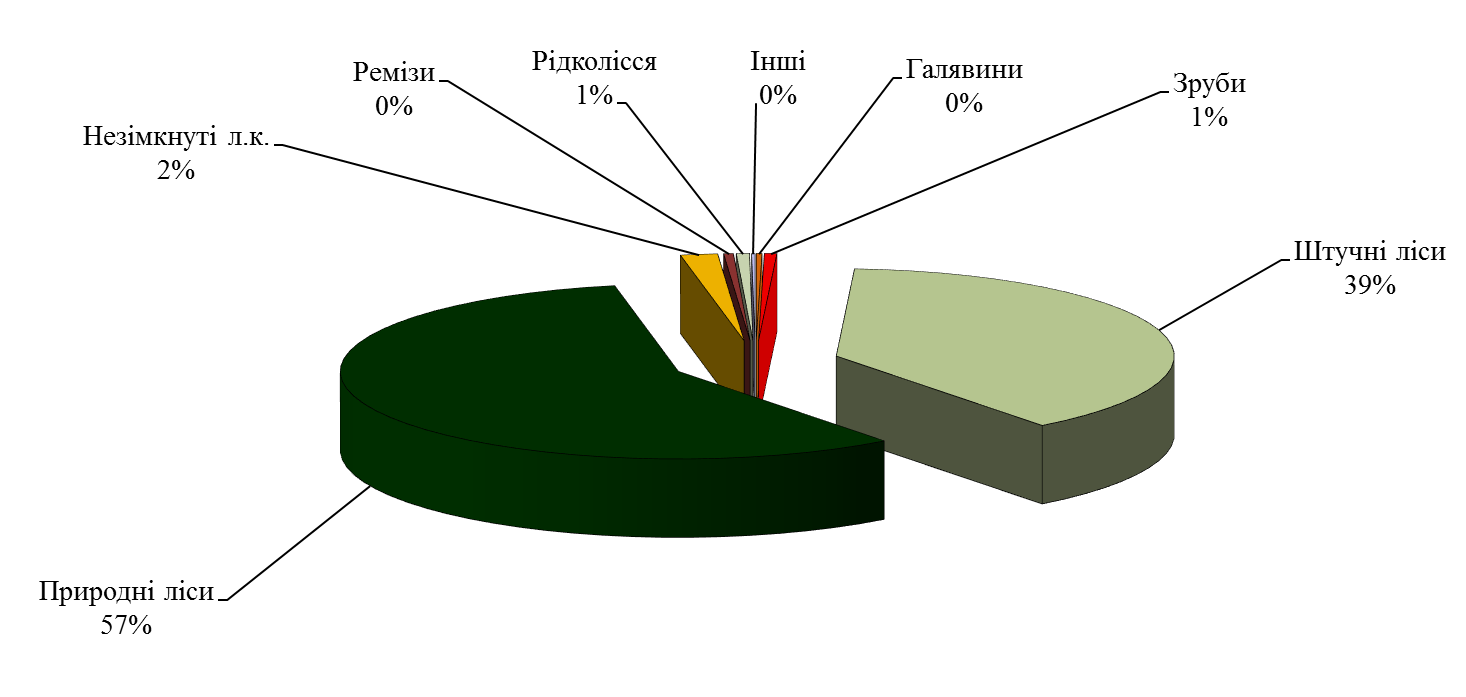 Рідколісся
1%
Інші
0%
Ремізи
0%
Галявини
0%
Зруби
1%
Незімкнуті л.к.
2%
Штучні ліси
39%
Природні ліси
57%